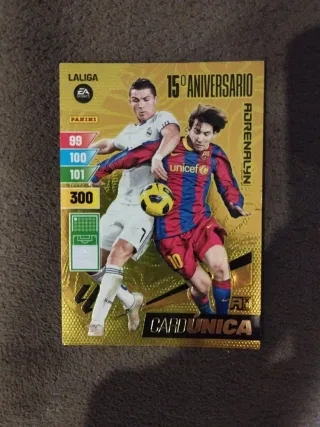 LALIGA
EA
PANINI
15º ANIVERSARIO
ADRENALYN
99
100
101
300
unicef
7
10
CARD ÚNICA